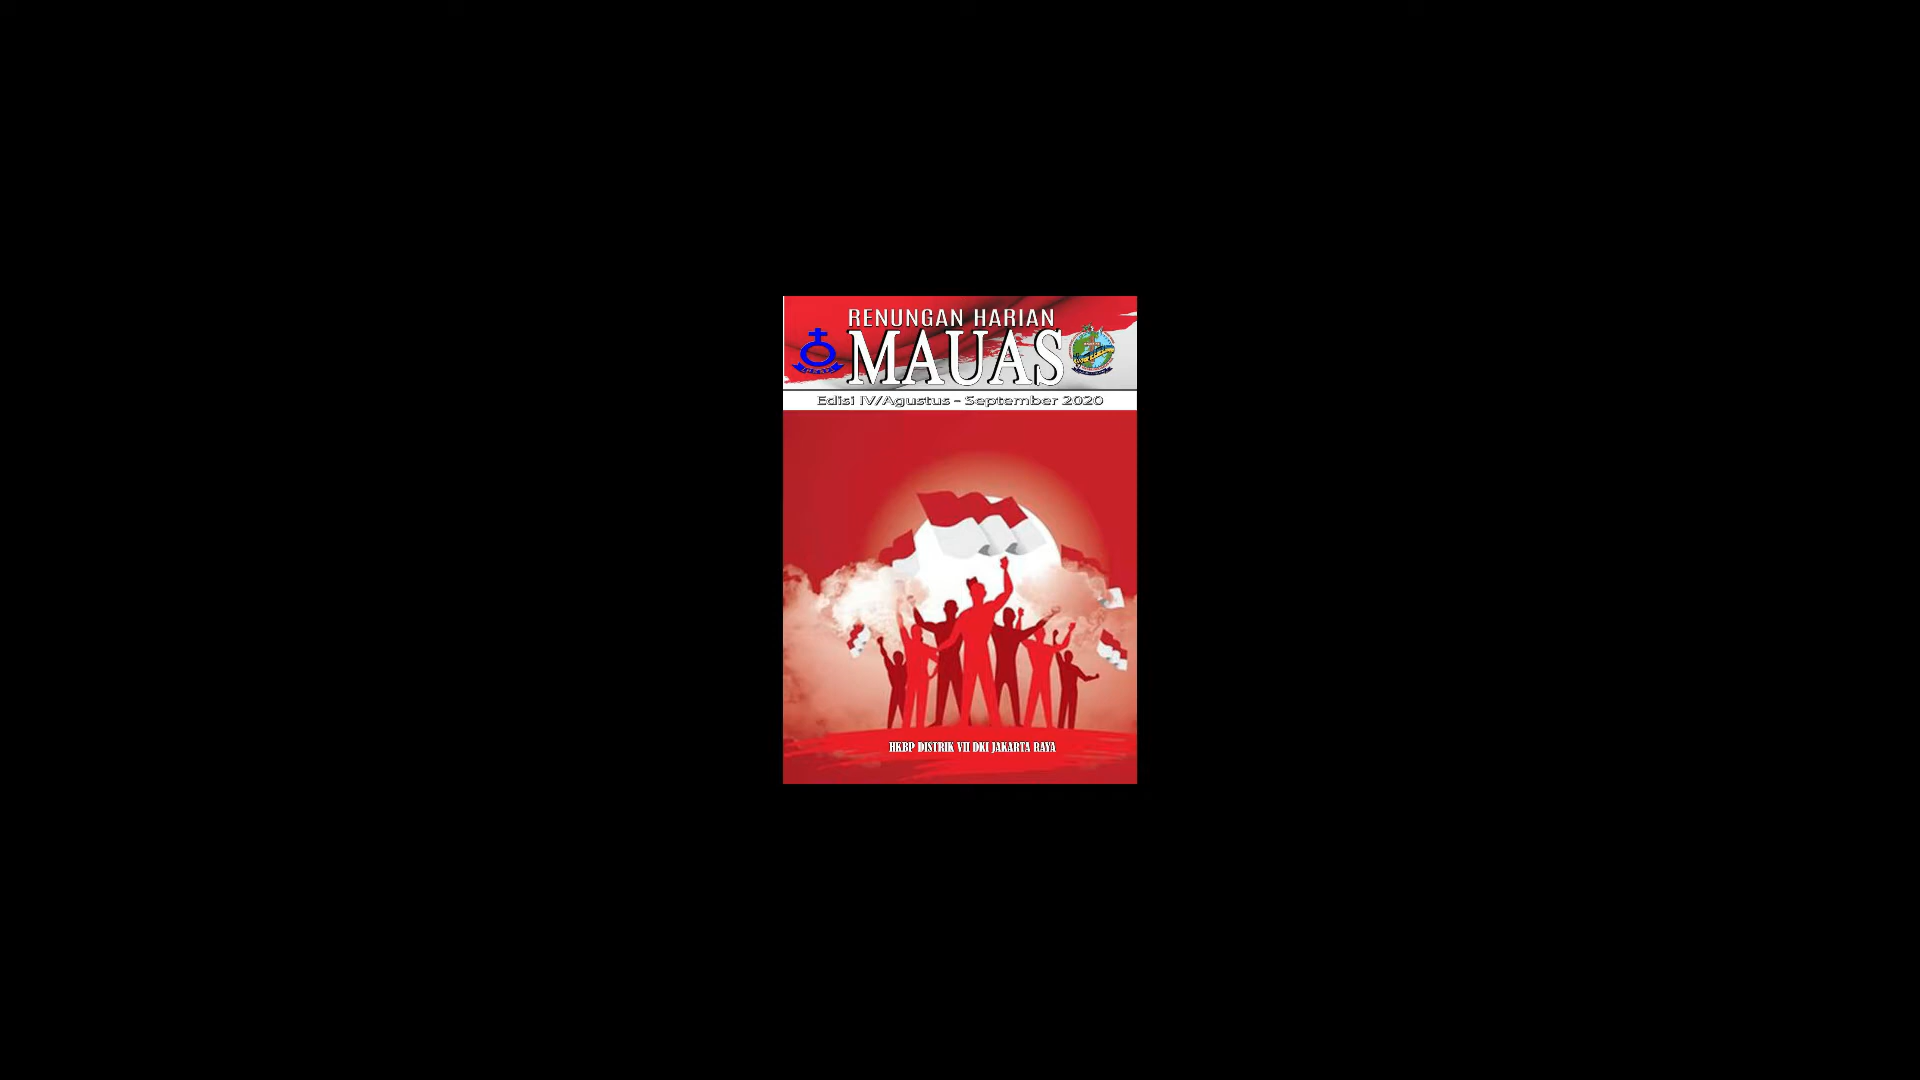 RENUNGAN HARIAN
MAUAS
Edisi IV/Agustus - September 2020
HKBP DISTRIK VII DKI JAKARTA RAYA